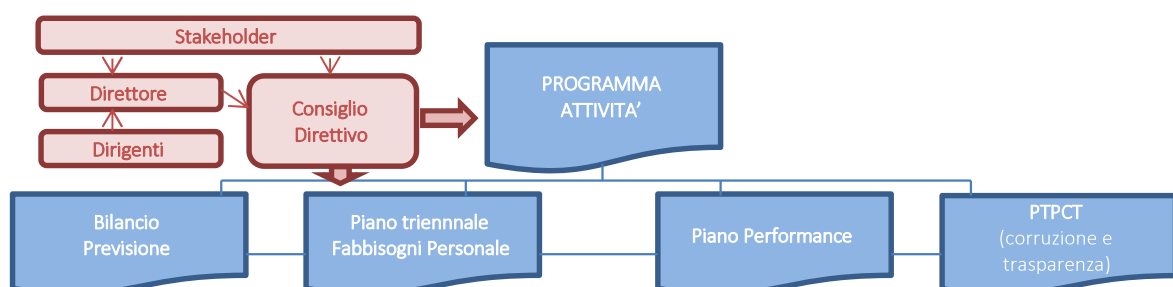 Stakeholder
Direttore
Dirigenti
Consiglio
Direttivo
PROGRAMMA
ATTIVITA’
Bilancio
Previsione
Piano triennnale
Fabbisogni Personale
Piano Performance
PTPCT
(corruzione e
trasparenza)